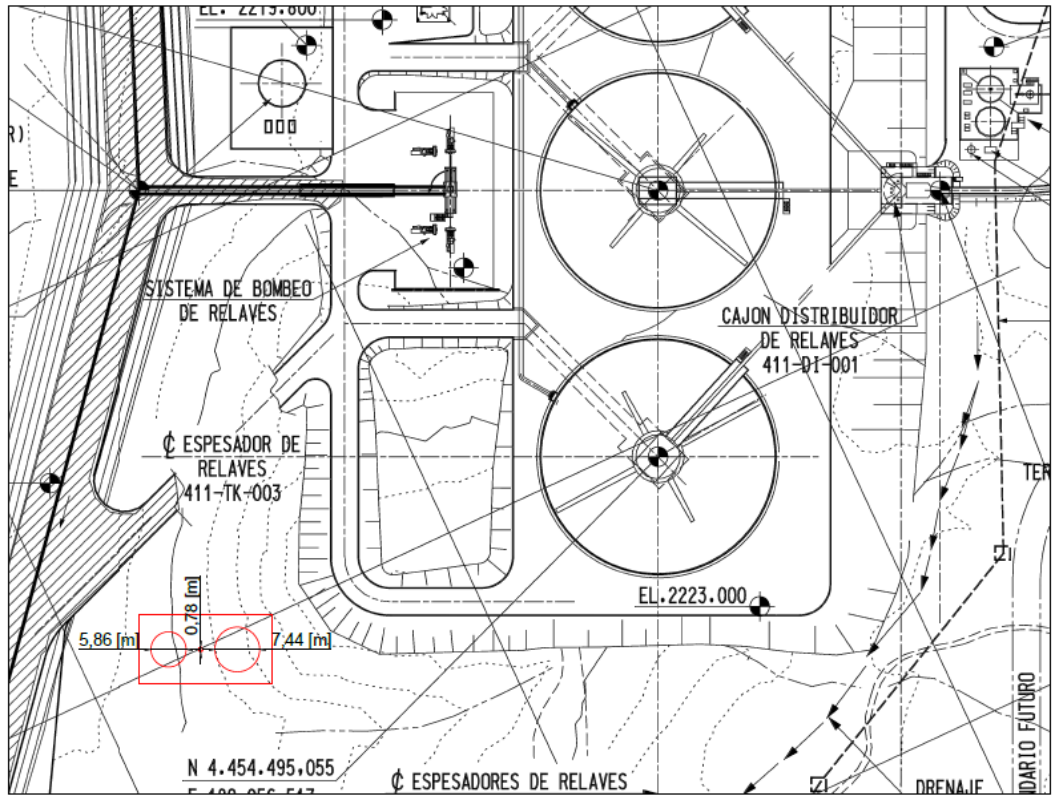 EL. 2219.800
R)
E
SISTEMA DE BOMBEO
DE RELAVES
CAJON DISTRIBUIDOR
DE RELAVES
411-DI-001
℄ ESPESADOR DE
RELAVES
411-TK-003
TER
EL.2223.000
0,78 [m]
5,86 [m]
7,44 [m]
N 4.454.495,055
℄ ESPESADORES DE RELAVES
DRENAJE
NDARIO FUTURO